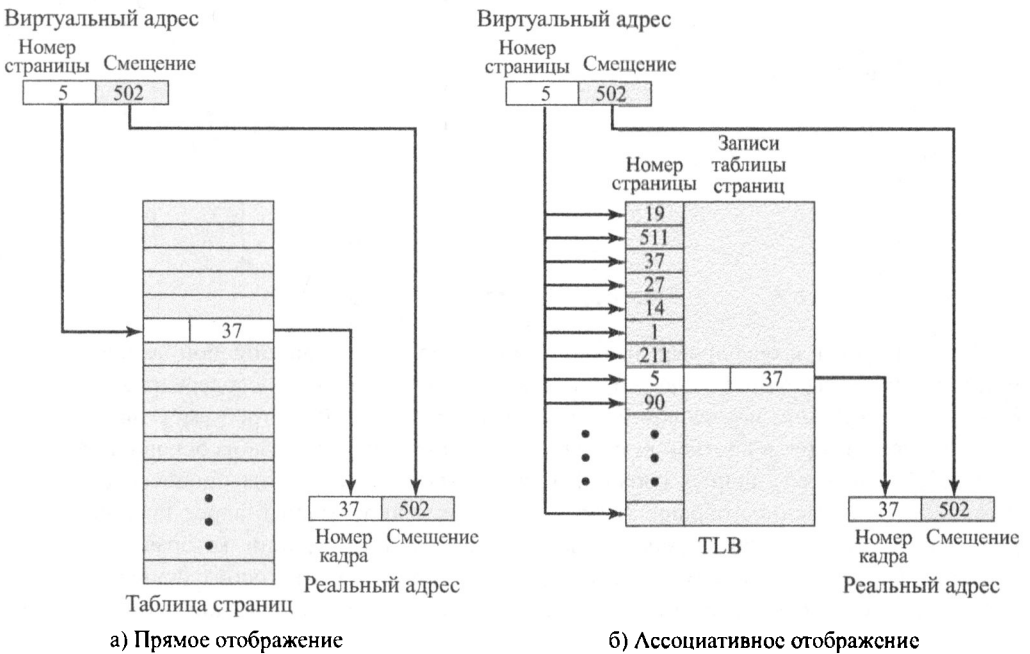 Виртуальный адрес
Номер
страницы
Смещение
5
502
37
37
502
Номер
кадра
Смещение
Реальный адрес
Таблица страниц
а) Прямое отображение
Виртуальный адрес
Номер
страницы
Смещение
5
502
Номер
страницы
Записи
таблицы
страниц
19
511
37
27
14
1
211
5
37
90
TLB
37
502
Номер
кадра
Смещение
Реальный адрес
б) Ассоциативное отображение